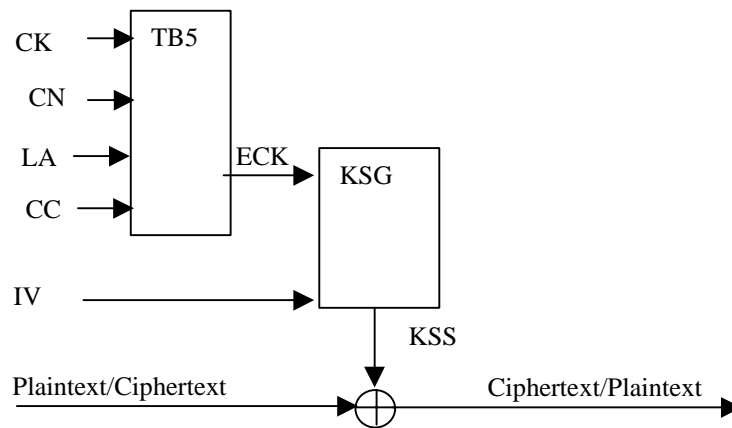 CK
TB5
CN
LA
ECK
KSG
CC
IV
KSS
Plaintext/Ciphertext
Ciphertext/Plaintext